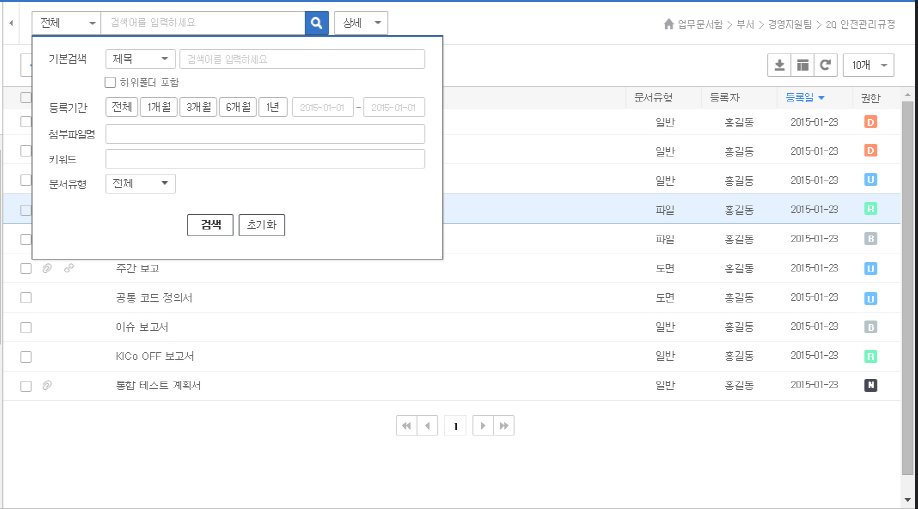 전체 검색어를 입력하세요 상세
업무문서함 > 부서 > 경영지원팀 > 2Q 안전관리규정
10개
기본검색 제목 검색어를 입력하세요
하위폴더 포함
등록기간 전체 1개월 3개월 6개월 1년 2015-01-01 - 2015-01-01
첨부파일명
키워드
문서유형 전체
검색 초기화
문서유형 등록자 등록일 권한
일반 홍길동 2015-01-23 D
일반 홍길동 2015-01-23 D
일반 홍길동 2015-01-23 U
파일 홍길동 2015-01-23 R
파일 홍길동 2015-01-23 B
주간 보고 도면 홍길동 2015-01-23 U
공통 코드 정의서 도면 홍길동 2015-01-23 U
이슈 보고서 일반 홍길동 2015-01-23 B
KICo OFF 보고서 일반 홍길동 2015-01-23 R
통합 테스트 계획서 일반 홍길동 2015-01-23 N
1